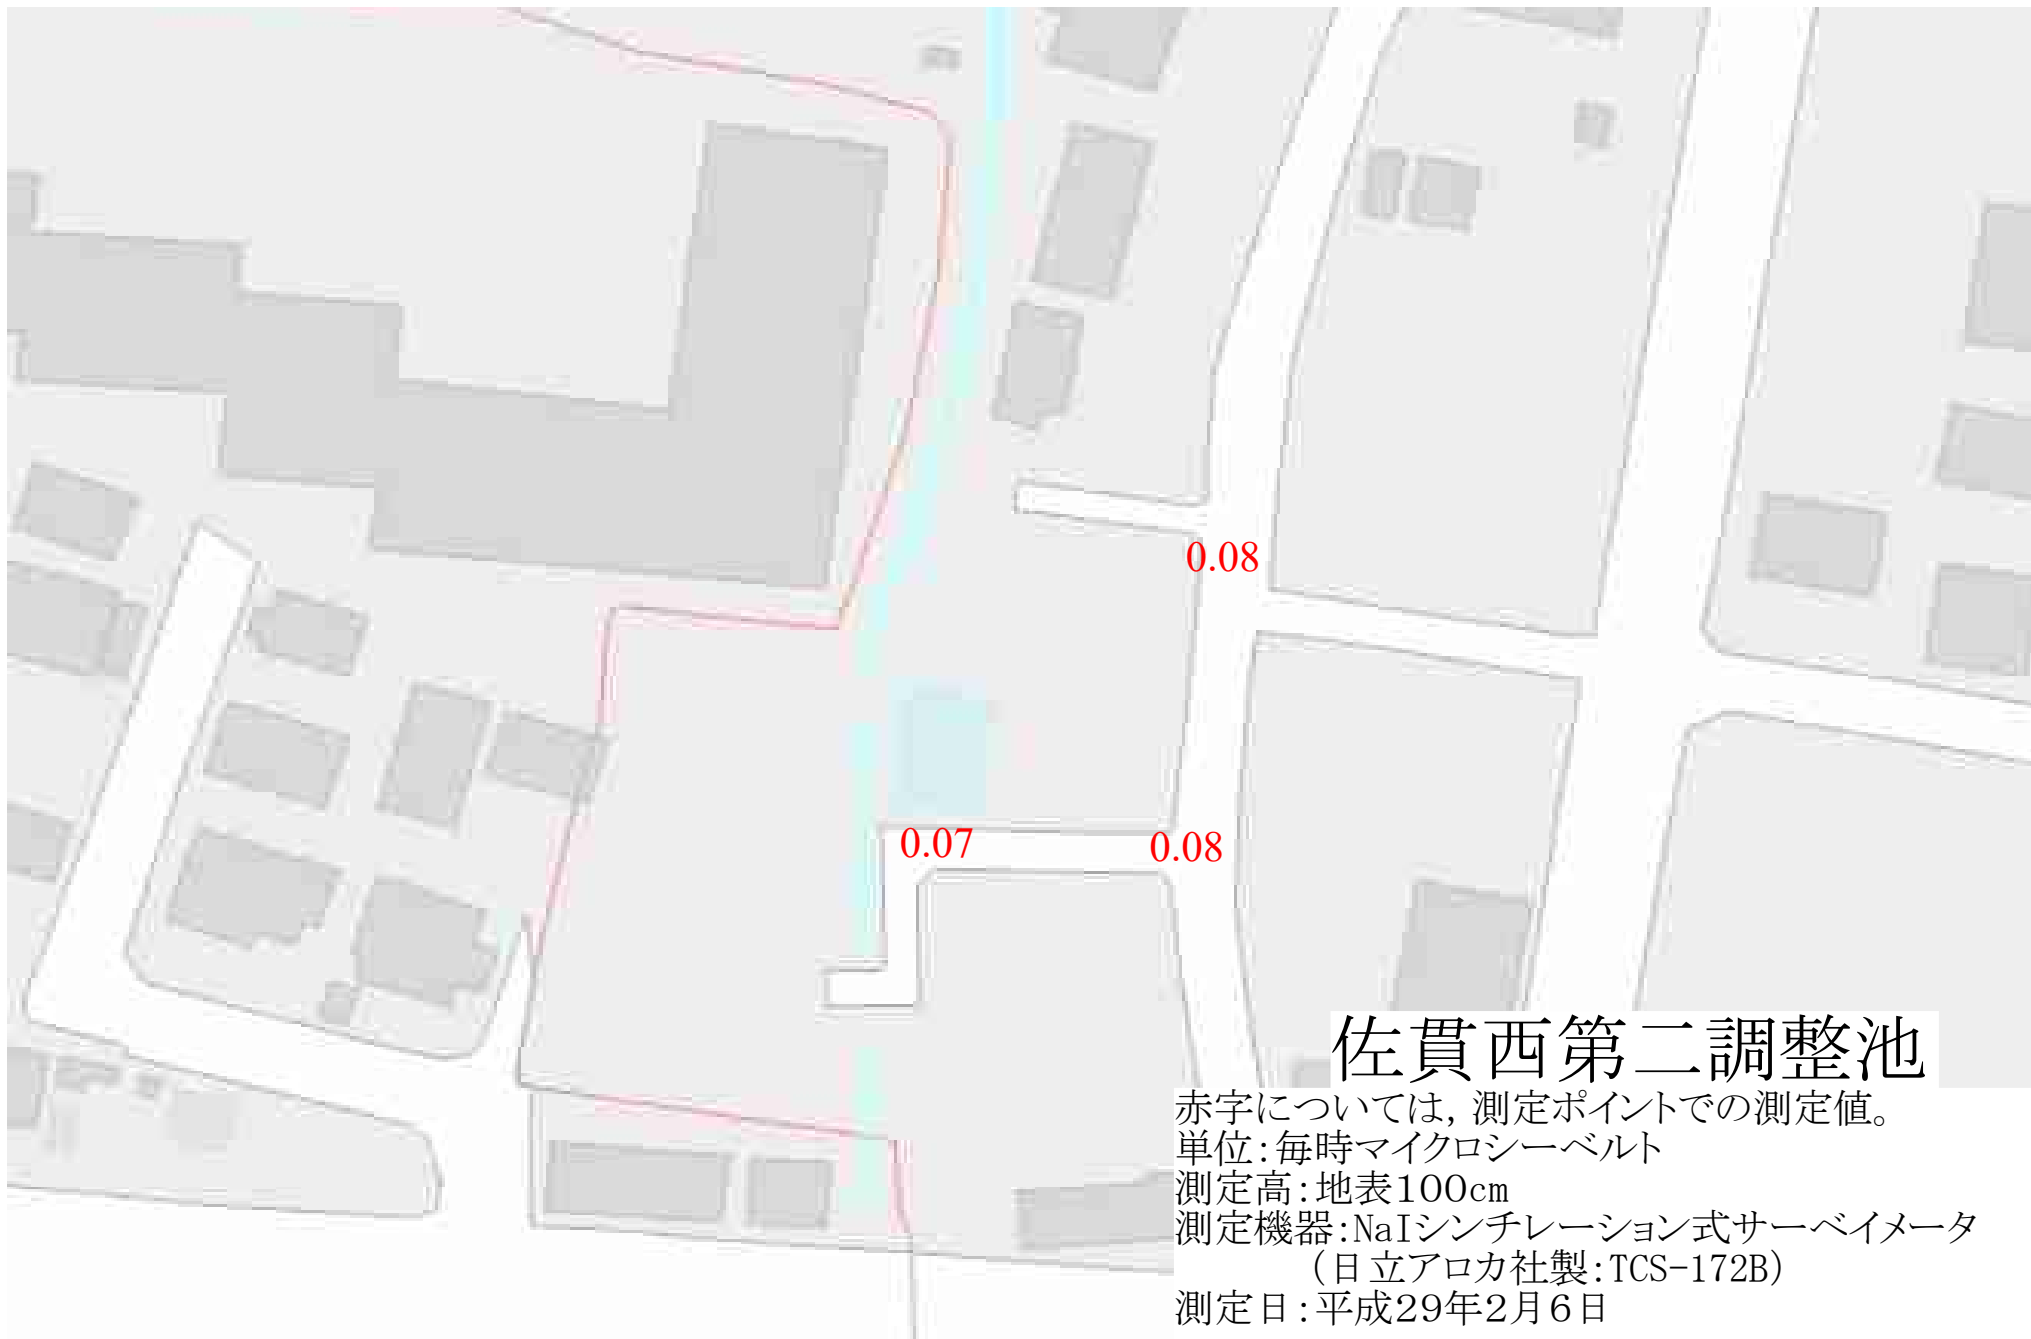 0.08
0.07
0.08
佐貫西第二調整池
赤字については, 測定ポイントでの測定値。
単位:毎時マイクロシーベルト
測定高:地表100cm
測定機器:NaIシンチレーション式サーベイメータ
(日立アロカ社製:TCS-172B)
測定日:平成29年2月6日